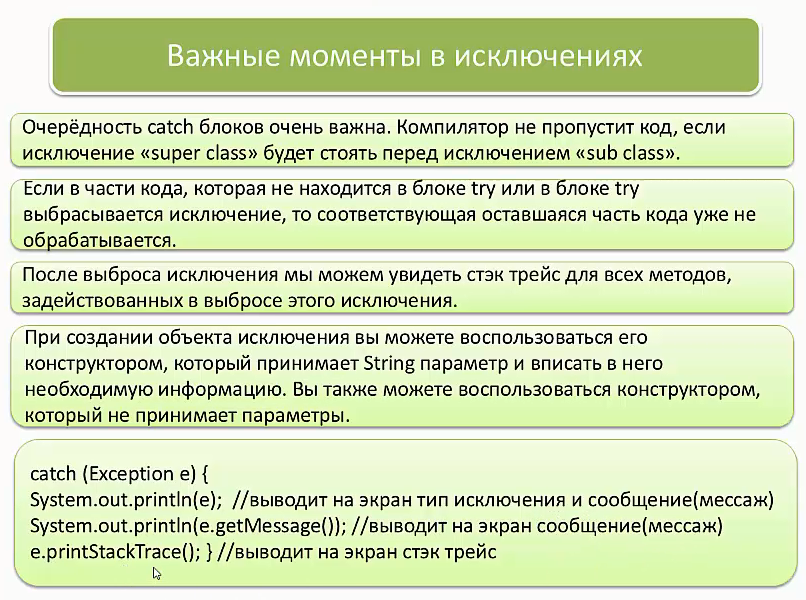 Важные моменты в исключениях
Очерёдность catch блоков очень важна. Компилятор не пропустит код, если
исключение «super class» будет стоять перед исключением «sub class».
Если в части кода, которая не находится в блоке try или в блоке try
выбрасывается исключение, то соответствующая оставшаяся часть кода уже не
обрабатывается.
После выброса исключения мы можем увидеть стэк трейс для всех методов,
задействованных в выбросе этого исключения.
При создании объекта исключения вы можете воспользоваться его
конструктором, который принимает String параметр и вписать в него
необходимую информацию. Вы также можете воспользоваться конструктором,
который не принимает параметры.
catch (Exception e) {
System.out.println(e);  //выводит на экран тип исключения и сообщение(мессаж)
System.out.println(e.getMessage()); //выводит на экран сообщение(мессаж)
e.printStackTrace(); } //выводит на экран стэк трейс